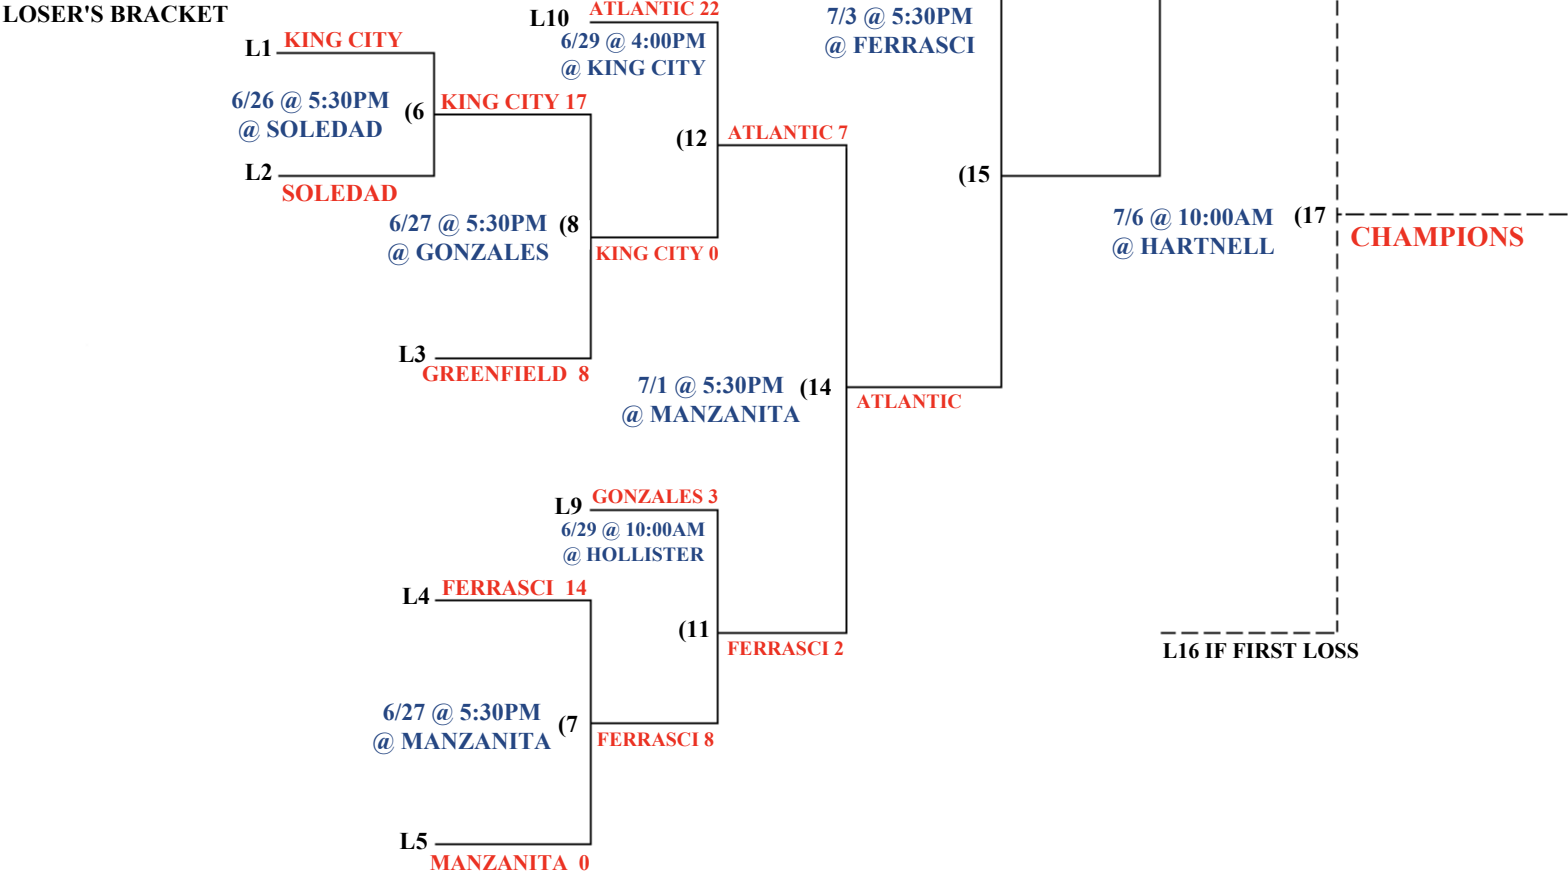 LOSER'S BRACKET
L10 ATLANTIC 22
7/3 @ 5:30PM
@ FERRASCI
L1 KING CITY
6/29 @ 4:00PM
@ KING CITY
6/26 @ 5:30PM
@ SOLEDAD
(6
KING CITY 17
(12
ATLANTIC 7
L2
SOLEDAD
(15
6/27 @ 5:30PM
@ GONZALES
(8
KING CITY 0
7/6 @ 10:00AM
@ HARTNELL
(17
CHAMPIONS
L3
GREENFIELD 8
7/1 @ 5:30PM
@ MANZANITA
(14
ATLANTIC
L9 GONZALES 3
6/29 @ 10:00AM
@ HOLLISTER
L4 FERRASCI 14
(11
FERRASCI 2
L16 IF FIRST LOSS
6/27 @ 5:30PM
@ MANZANITA
(7
FERRASCI 8
L5
MANZANITA 0